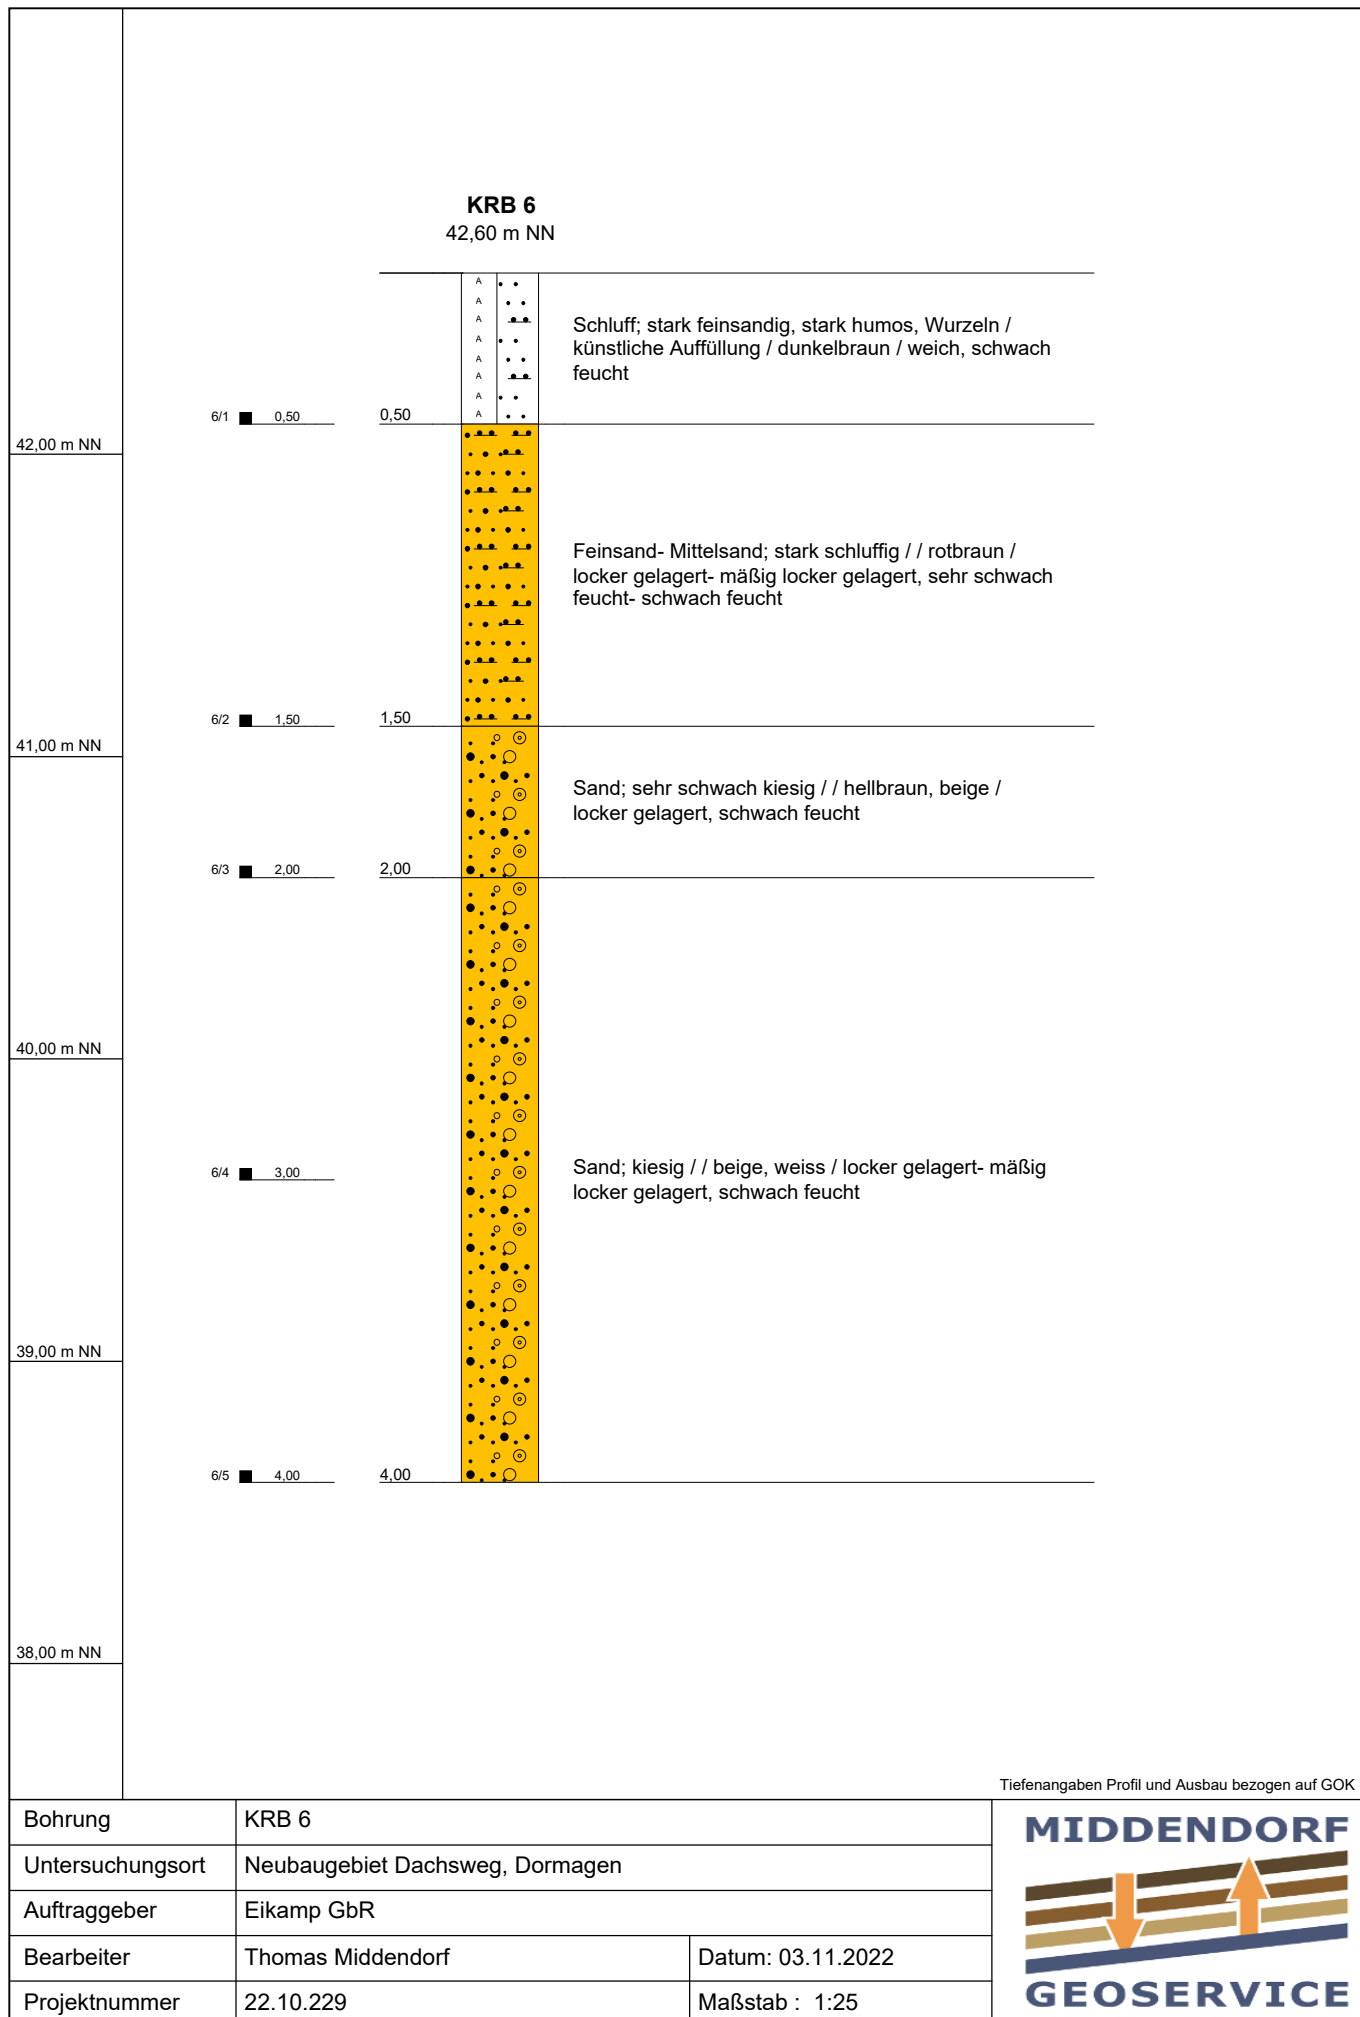 KRB 6
42,60 m NN
A
A
A
A
A
A
A
A
Schluff; stark feinsandig, stark humos, Wurzeln /
künstliche Auffüllung / dunkelbraun / weich, schwach
feucht
6/1 0,50 0,50
42,00 m NN
Feinsand- Mittelsand; stark schluffig / / rotbraun /
locker gelagert- mäßig locker gelagert, sehr schwach
feucht- schwach feucht
6/2 1,50 1,50
41,00 m NN
Sand; sehr schwach kiesig / / hellbraun, beige /
locker gelagert, schwach feucht
6/3 2,00 2,00
40,00 m NN
6/4 3,00
Sand; kiesig / / beige, weiss / locker gelagert- mäßig
locker gelagert, schwach feucht
39,00 m NN
6/5 4,00 4,00
38,00 m NN
Tiefenangaben Profil und Ausbau bezogen auf GOK
Bohrung KRB 6
Untersuchungsort Neubaugebiet Dachsweg, Dormagen
Auftraggeber Eikamp GbR
Bearbeiter Thomas Middendorf Datum: 03.11.2022
Projektnummer 22.10.229 Maßstab : 1:25
MIDDENDORF
GEOSERVICE